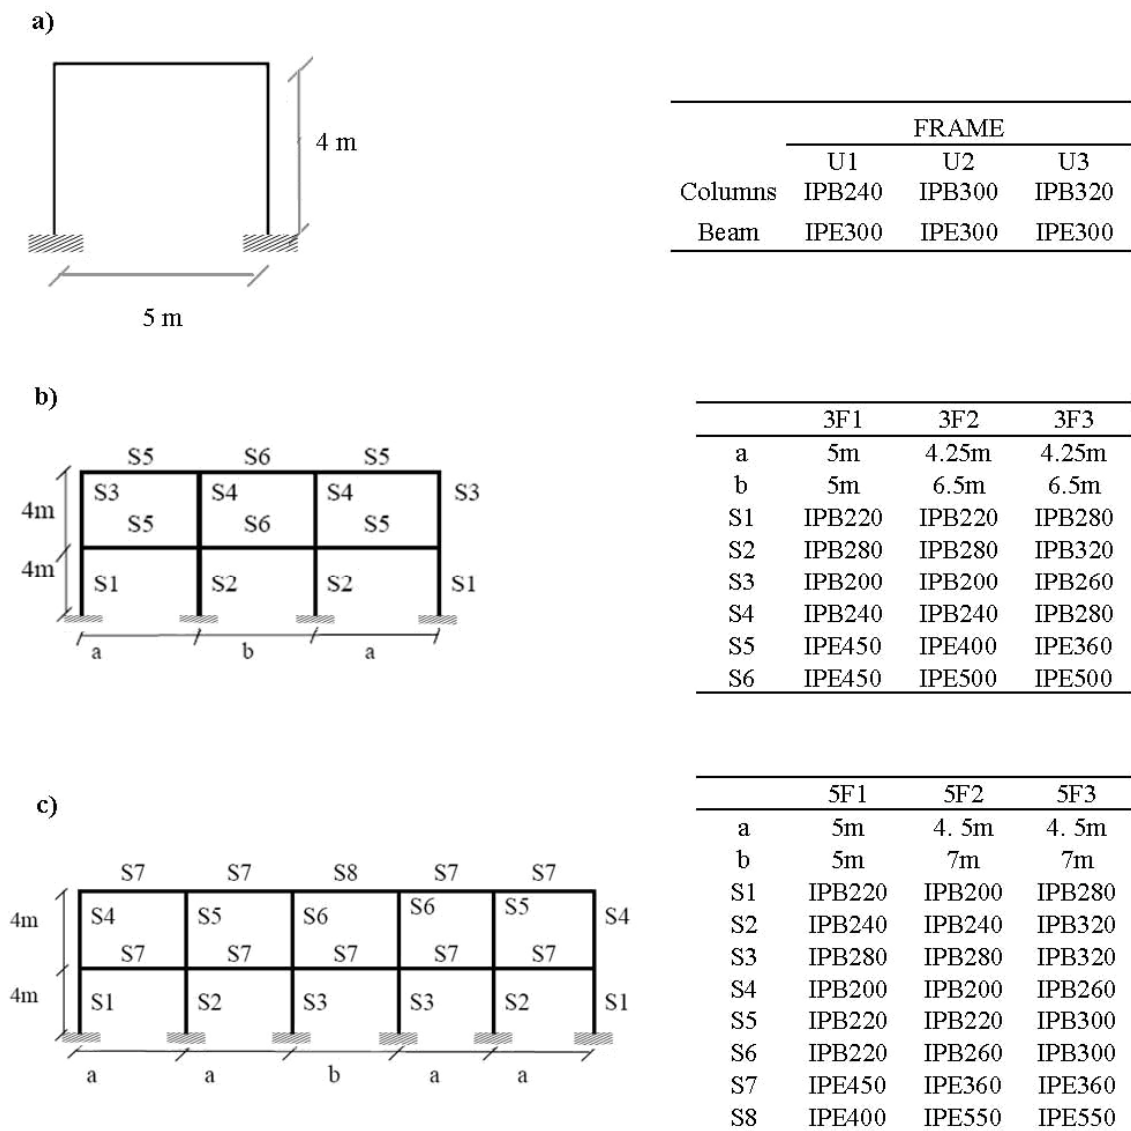 a)
4 m
5 m
FRAME
U1 U2 U3
Columns IPB240 IPB300 IPB320
Beam IPE300 IPE300 IPE300
b)
S5 S6 S5
4m S3 S4 S4 S3
S5 S6 S5
4m S1 S2 S2 S1
a b a
3F1 3F2 3F3
a 5m 4.25m 4.25m
b 5m 6.5m 6.5m
S1 IPB220 IPB220 IPB280
S2 IPB280 IPB280 IPB320
S3 IPB200 IPB200 IPB260
S4 IPB240 IPB240 IPB280
S5 IPE450 IPE400 IPE360
S6 IPE450 IPE500 IPE500
c)
S7 S7 S8 S7 S7
4m S4 S5 S6 S6 S5 S4
S7 S7 S7 S7 S7
4m S1 S2 S3 S3 S2 S1
a a b a a
5F1 5F2 5F3
a 5m 4. 5m 4. 5m
b 5m 7m 7m
S1 IPB220 IPB200 IPB280
S2 IPB240 IPB240 IPB320
S3 IPB280 IPB280 IPB320
S4 IPB200 IPB200 IPB260
S5 IPB220 IPB220 IPB300
S6 IPB220 IPB260 IPB300
S7 IPE450 IPE360 IPE360
S8 IPE400 IPE550 IPE550